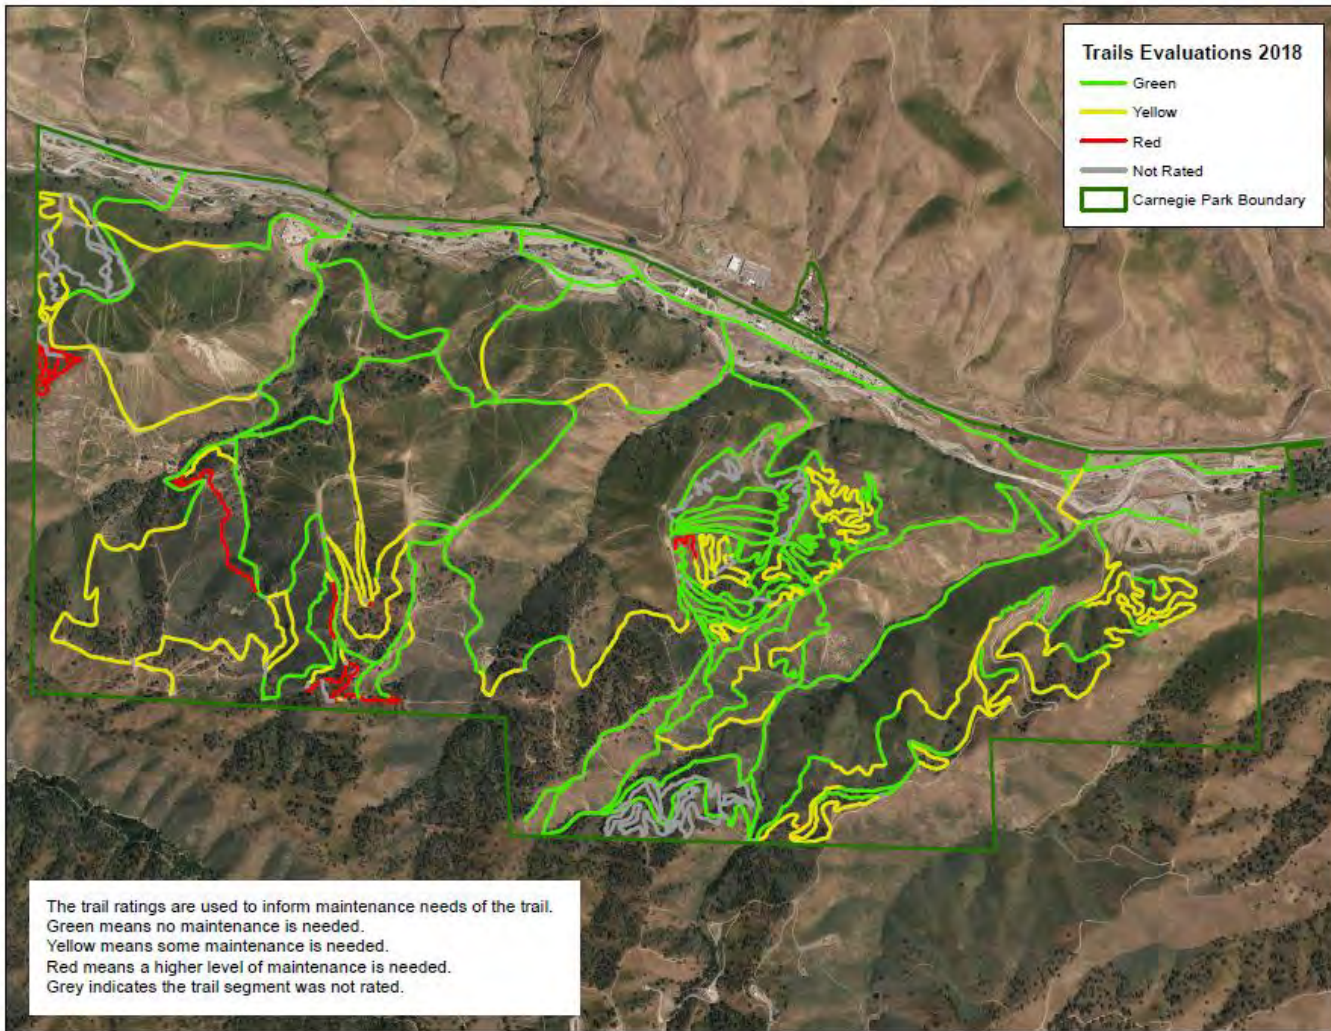 Trails Evaluations 2018
Green
Yellow
Red
Not Rated
Carnegie Park Boundary
The trail ratings are used to inform maintenance needs of the trail.
Green means no maintenance is needed.
Yellow means some maintenance is needed.
Red means a higher level of maintenance is needed.
Grey indicates the trail segment was not rated.